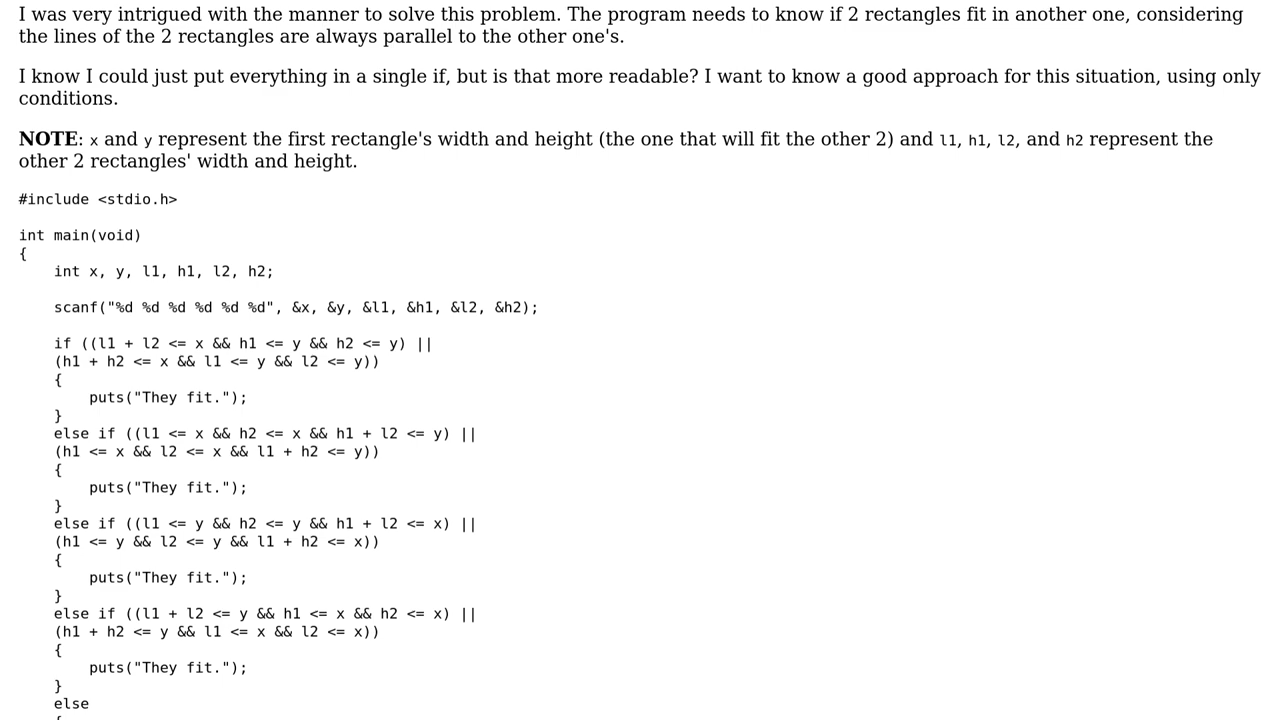 I was very intrigued with the manner to solve this problem. The program needs to know if 2 rectangles fit in another one, considering
the lines of the 2 rectangles are always parallel to the other one's.
I know I could just put everything in a single if, but is that more readable? I want to know a good approach for this situation, using only
conditions.
NOTE: x and y represent the first rectangle's width and height (the one that will fit the other 2) and l1, h1, l2, and h2 represent the
other 2 rectangles' width and height.
#include <stdio.h>
int main(void)
{
    int x, y, l1, h1, l2, h2;
    scanf("%d %d %d %d %d %d", &x, &y, &l1, &h1, &l2, &h2);
    if ((l1 + l2 <= x && h1 <= y && h2 <= y) ||
    (h1 + h2 <= x && l1 <= y && l2 <= y))
    {
        puts("They fit.");
    }
    else if ((l1 <= x && h2 <= x && h1 + l2 <= y) ||
    (h1 <= x && l2 <= x && l1 + h2 <= y))
    {
        puts("They fit.");
    }
    else if ((l1 <= y && h2 <= y && h1 + l2 <= x) ||
    (h1 <= y && l2 <= y && l1 + h2 <= x))
    {
        puts("They fit.");
    }
    else if ((l1 + l2 <= y && h1 <= x && h2 <= x) ||
    (h1 + h2 <= y && l1 <= x && l2 <= x))
    {
        puts("They fit.");
    }
    else
    {